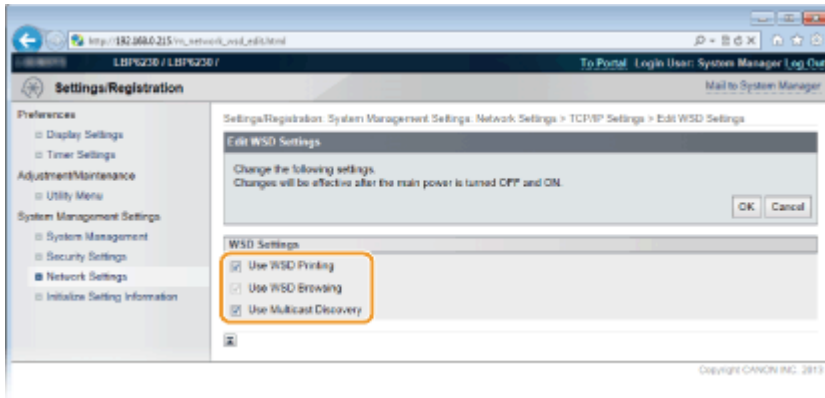 http://192.168.0.215/m_network_wsd_edit.html
LBP6230 / LBP6230 /
To Portal Login User: System Manager Log Out
Settings/Registration
Mail to System Manager
Preferences
Display Settings
Timer Settings
Adjustment/Maintenance
Utility Menu
System Management Settings
System Management
Security Settings
Network Settings
Initialize Setting Information
Settings/Registration: System Management Settings: Network Settings > TCP/IP Settings > Edit WSD Settings
Edit WSD Settings
Change the following settings.
Changes will be effective after the main power is turned OFF and ON.
OK Cancel
WSD Settings
Use WSD Printing
Use WSD Browsing
Use Multicast Discovery
Copyright CANON INC. 2013